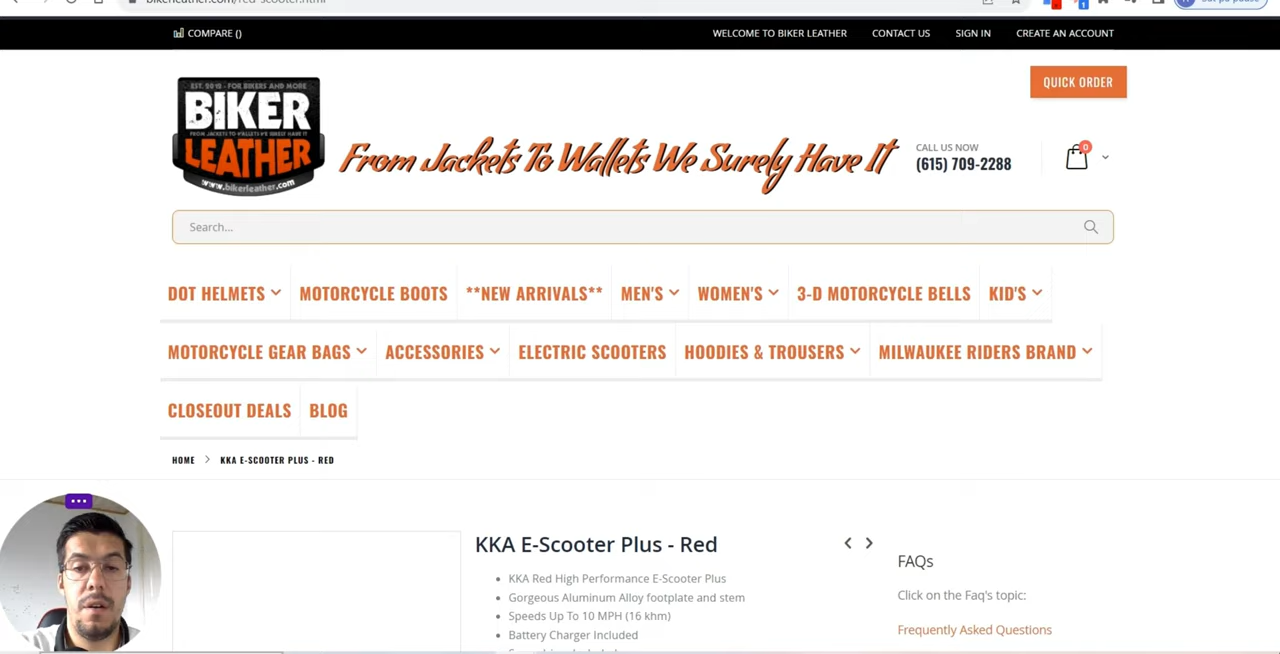 bikerleather.com/red-scooter.html
COMPARE ()
WELCOME TO BIKER LEATHER
CONTACT US
SIGN IN
CREATE AN ACCOUNT
QUICK ORDER
EST. 2012 - FOR BIKERS AND MORE
BIKER
FROM JACKETS TO WALLETS WE SURELY HAVE IT
LEATHER
www.bikerleather.com
From Jackets To Wallets We Surely Have It
CALL US NOW
(615) 709-2288
0
Search...
DOT HELMETS
MOTORCYCLE BOOTS
**NEW ARRIVALS**
MEN'S
WOMEN'S
3-D MOTORCYCLE BELLS
KID'S
MOTORCYCLE GEAR BAGS
ACCESSORIES
ELECTRIC SCOOTERS
HOODIES & TROUSERS
MILWAUKEE RIDERS BRAND
CLOSEOUT DEALS
BLOG
HOME > KKA E-SCOOTER PLUS - RED
KKA E-Scooter Plus - Red
KKA Red High Performance E-Scooter Plus
Gorgeous Aluminum Alloy footplate and stem
Speeds Up To 10 MPH (16 khm)
Battery Charger Included
FAQs
Click on the Faq's topic:
Frequently Asked Questions